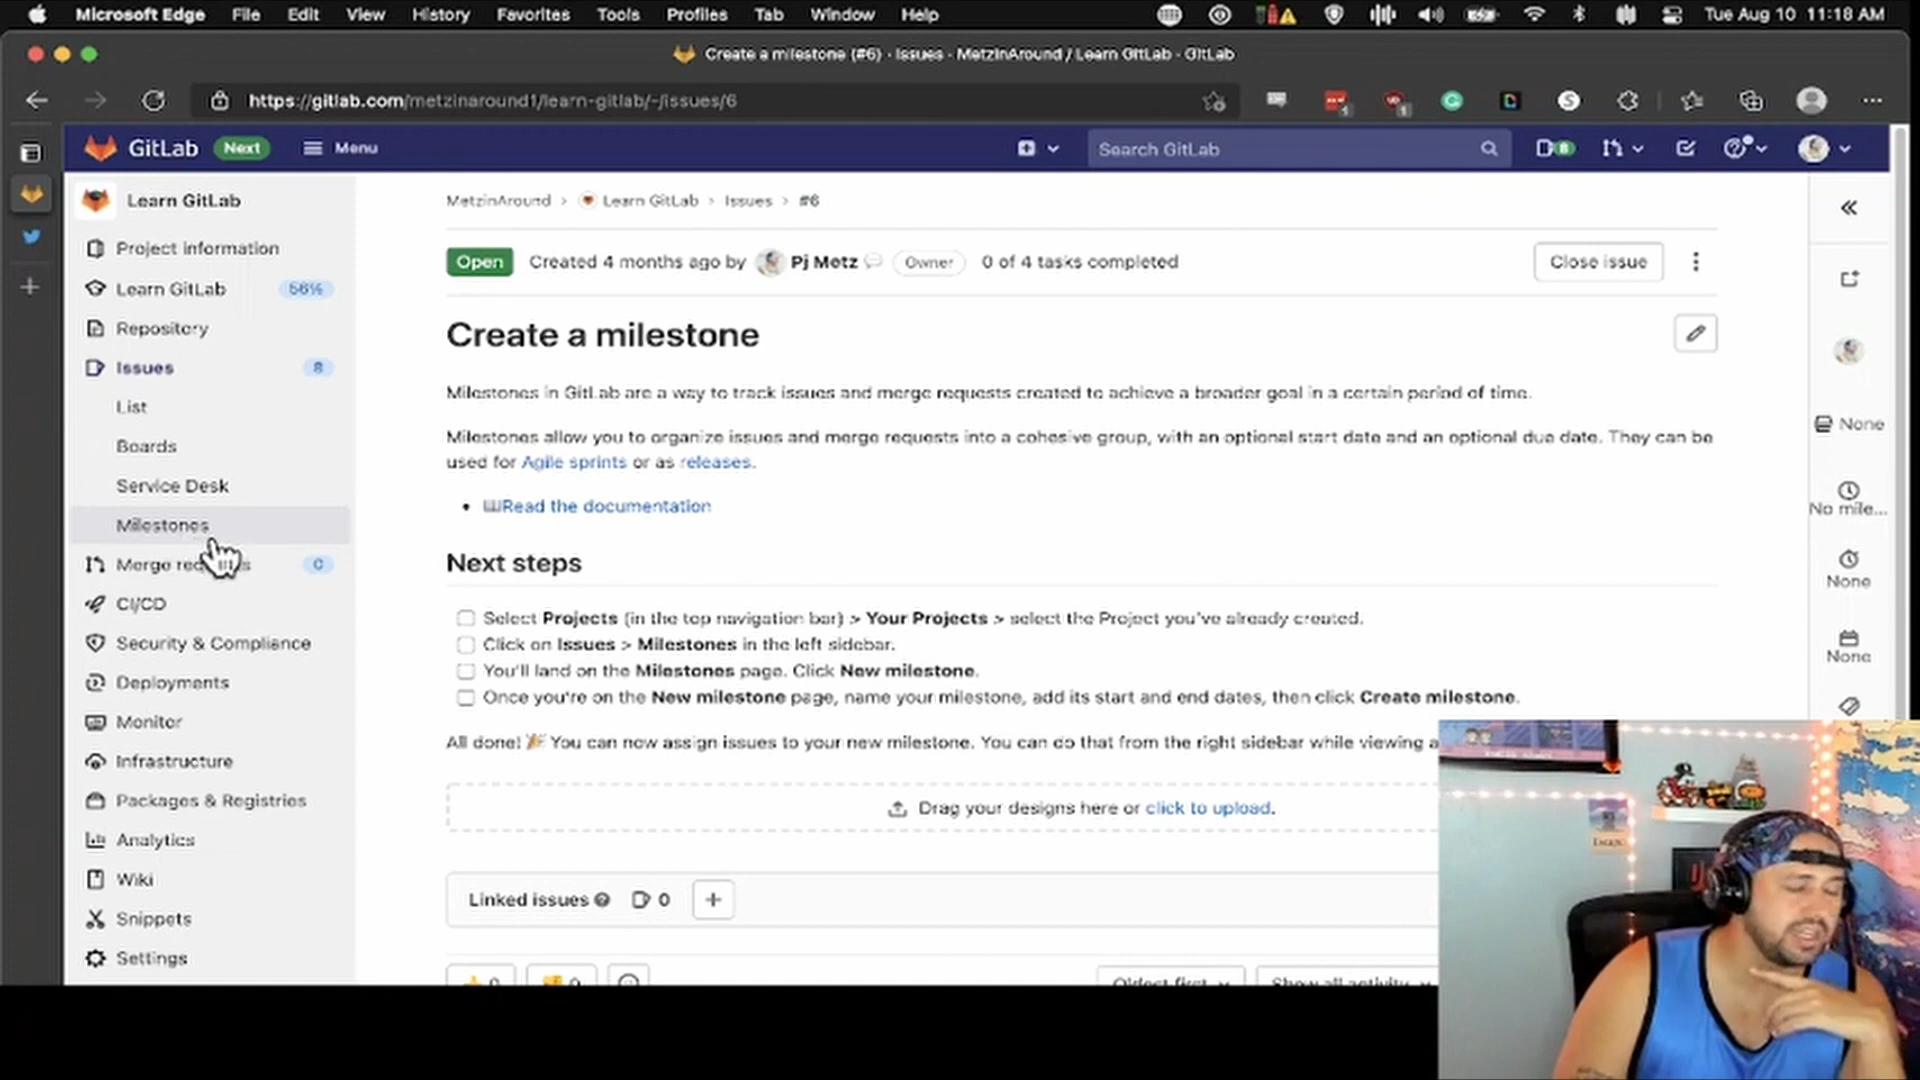 Microsoft Edge File Edit View History Favorites Tools Profiles Tab Window Help Tue Aug 10 11:18 AM
Create a milestone (#6) · Issues · MetzinAround / Learn GitLab · GitLab
https://gitlab.com/metzinaround1/learn-gitlab/-/issues/6
GitLab Next Menu Search GitLab 8
Learn GitLab
Project information
Learn GitLab 56%
Repository
Issues 8
List
Boards
Service Desk
Milestones
Merge 0
CI/CD
Security & Compliance
Deployments
Monitor
Infrastructure
Packages & Registries
Analytics
Wiki
Snippets
Settings
MetzinAround > Learn GitLab > Issues > #6
Open Created 4 months ago by Pj Metz Owner 0 of 4 tasks completed Close issue
Create a milestone
Milestones in GitLab are a way to track issues and merge requests created to achieve a broader goal in a certain period of time.
Milestones allow you to organize issues and merge requests into a cohesive group, with an optional start date and an optional due date. They can be
used for Agile sprints or as releases.
Read the documentation
Next steps
Select Projects (in the top navigation bar) > Your Projects > select the Project you've already created.
Click on Issues > Milestones in the left sidebar.
You'll land on the Milestones page. Click New milestone.
Once you're on the New milestone page, name your milestone, add its start and end dates, then click Create milestone.
All done! 🎉 You can now assign issues to your new milestone. You can do that from the right sidebar while viewing a
Drag your designs here or click to upload.
Linked issues 0
0 0 Oldest first Show all activity
None
No mile...
None
None